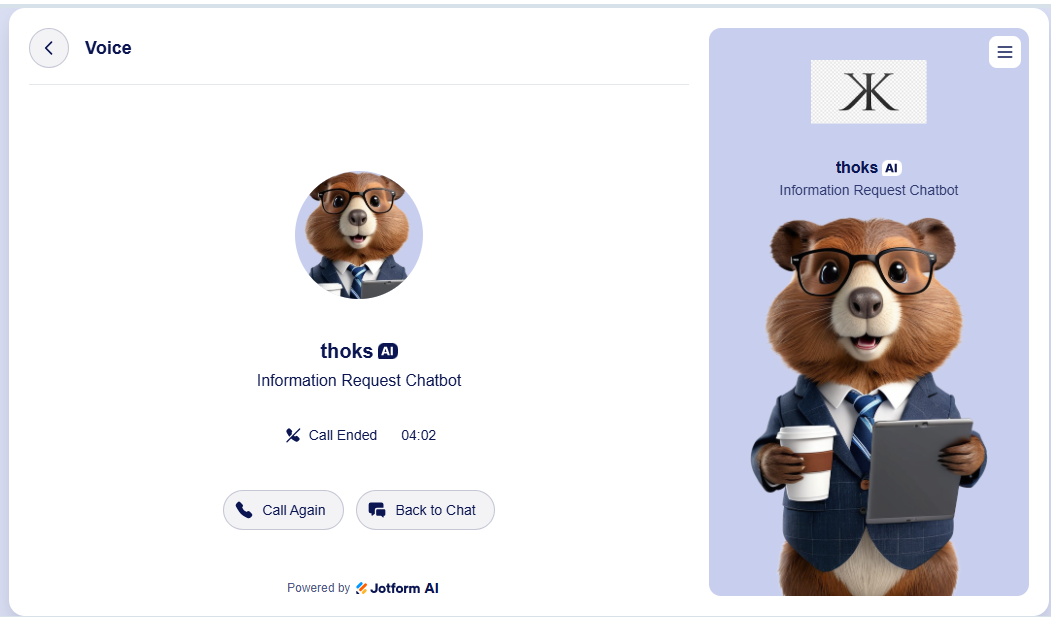 Voice
thoks AI
Information Request Chatbot
Call Ended 04:02
Call Again
Back to Chat
Powered by Jotform AI
K
thoks AI
Information Request Chatbot